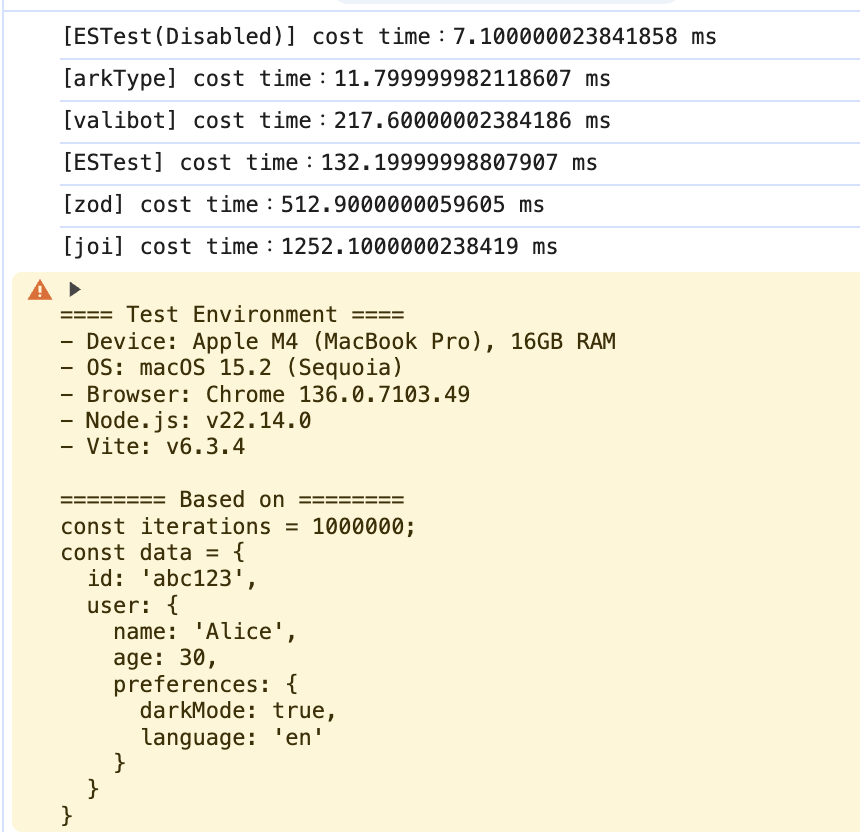 [ESTest(Disabled)] cost time：7.100000023841858 ms
[arkType] cost time：11.799999982118607 ms
[valibot] cost time：217.60000002384186 ms
[ESTest] cost time：132.19999998807907 ms
[zod] cost time：512.9000000059605 ms
[joi] cost time：1252.1000000238419 ms
==== Test Environment ====
- Device: Apple M4 (MacBook Pro), 16GB RAM
- OS: macOS 15.2 (Sequoia)
- Browser: Chrome 136.0.7103.49
- Node.js: v22.14.0
- Vite: v6.3.4
======== Based on ========
const iterations = 1000000;
const data = {
  id: 'abc123',
  user: {
    name: 'Alice',
    age: 30,
    preferences: {
      darkMode: true,
      language: 'en'
    }
  }
}